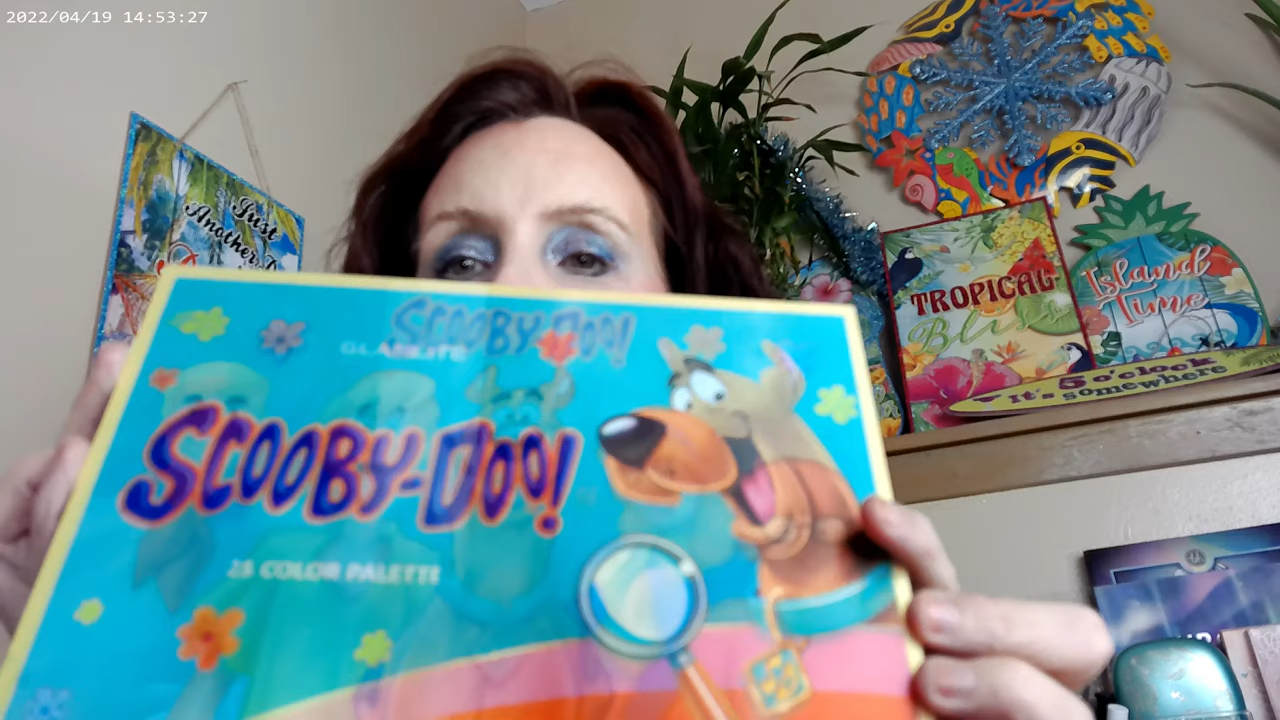 2022/04/19 14:53:27
Just
Another D
TROPICAL
Bliss
Island
Time
5 o'clock
It's somewhere
SCOOBY-DOO!
GLAMLITE
SCOOBY-DOO!
25 COLOR PALETTE